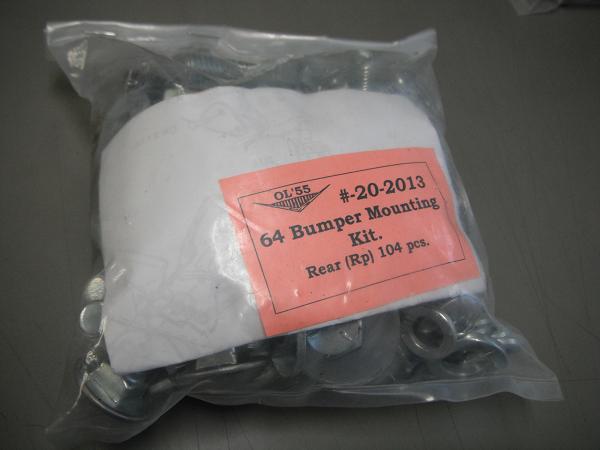 OL'55
#-20-2013
64 Bumper Mounting
Kit.
Rear (Rp) 104 pcs.